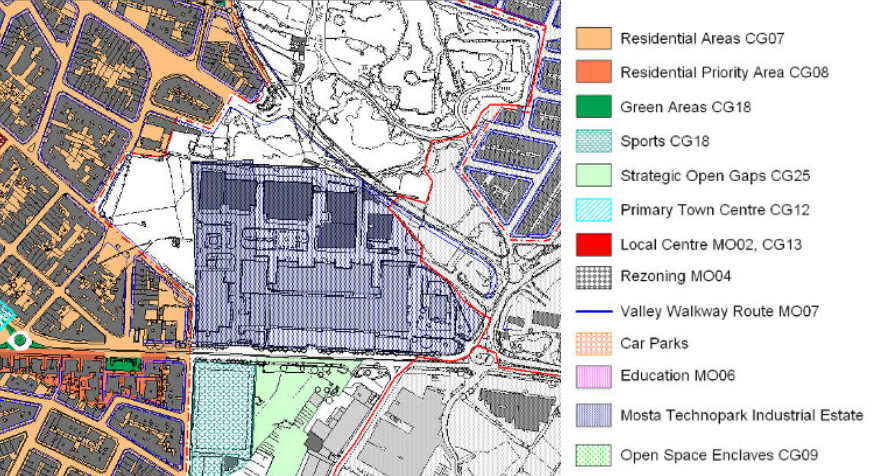 Residential Areas CG07
Residential Priority Area CG08
Green Areas CG18
Sports CG18
Strategic Open Gaps CG25
Primary Town Centre CG12
Local Centre MO02, CG13
Rezoning MO04
Valley Walkway Route MO07
Car Parks
Education MO06
Mosta Technopark Industrial Estate
Open Space Enclaves CG09